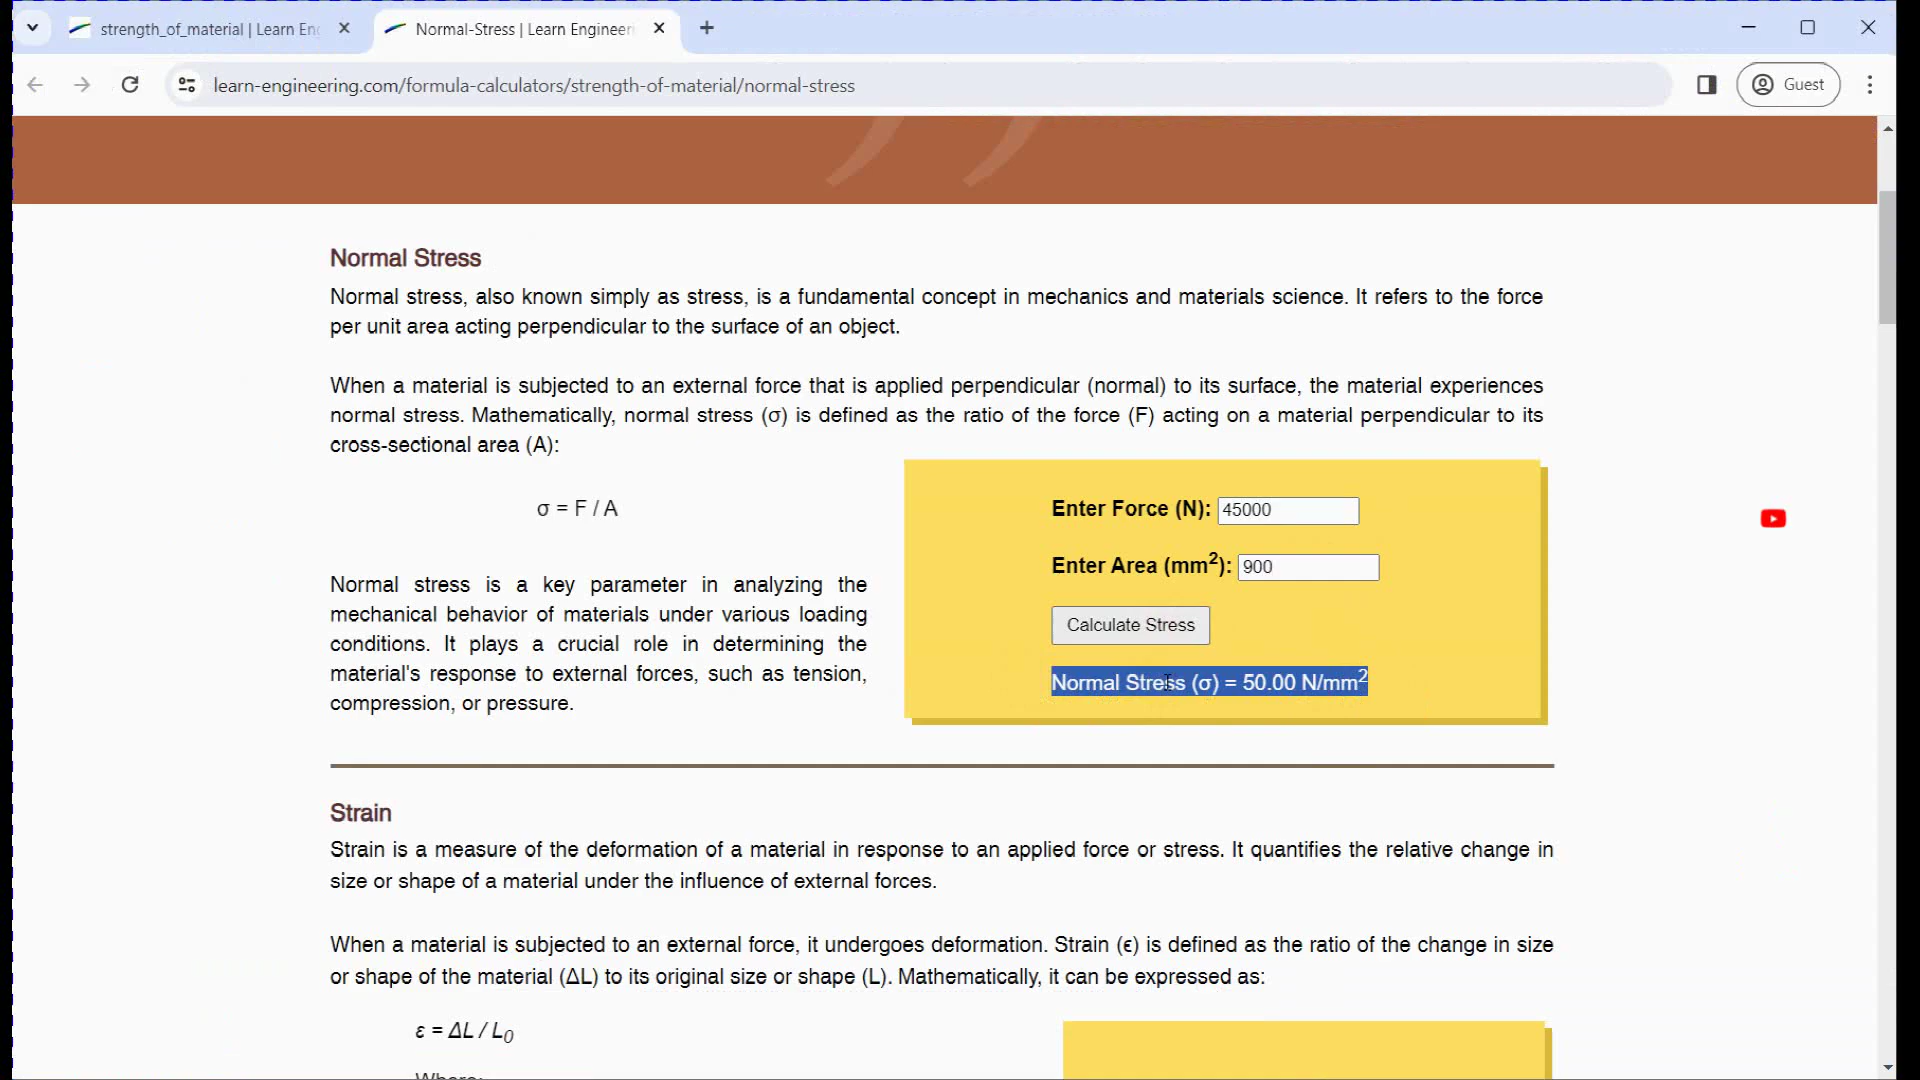 strength_of_material | Learn Eng
Normal-Stress | Learn Engineer
learn-engineering.com/formula-calculators/strength-of-material/normal-stress
Guest
Normal Stress
Normal stress, also known simply as stress, is a fundamental concept in mechanics and materials science. It refers to the force
per unit area acting perpendicular to the surface of an object.
When a material is subjected to an external force that is applied perpendicular (normal) to its surface, the material experiences
normal stress. Mathematically, normal stress (σ) is defined as the ratio of the force (F) acting on a material perpendicular to its
cross-sectional area (A):
σ = F / A
Normal stress is a key parameter in analyzing the
mechanical behavior of materials under various loading
conditions. It plays a crucial role in determining the
material's response to external forces, such as tension,
compression, or pressure.
Enter Force (N): 45000
Enter Area (mm²): 900
Calculate Stress
Normal Stress (σ) = 50.00 N/mm²
Strain
Strain is a measure of the deformation of a material in response to an applied force or stress. It quantifies the relative change in
size or shape of a material under the influence of external forces.
When a material is subjected to an external force, it undergoes deformation. Strain (ϵ) is defined as the ratio of the change in size
or shape of the material (ΔL) to its original size or shape (L). Mathematically, it can be expressed as:
ε = ΔL / L₀
Where: